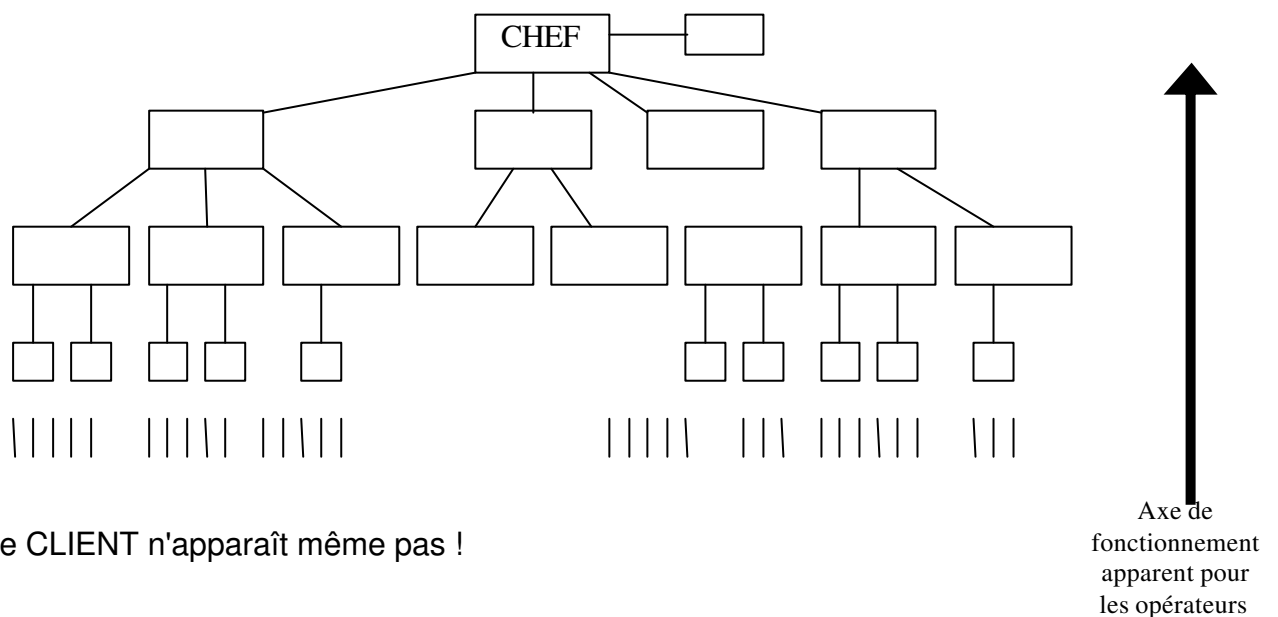 CHEF
e CLIENT n'apparaît même pas !
Axe de
fonctionnement
apparent pour
les opérateurs